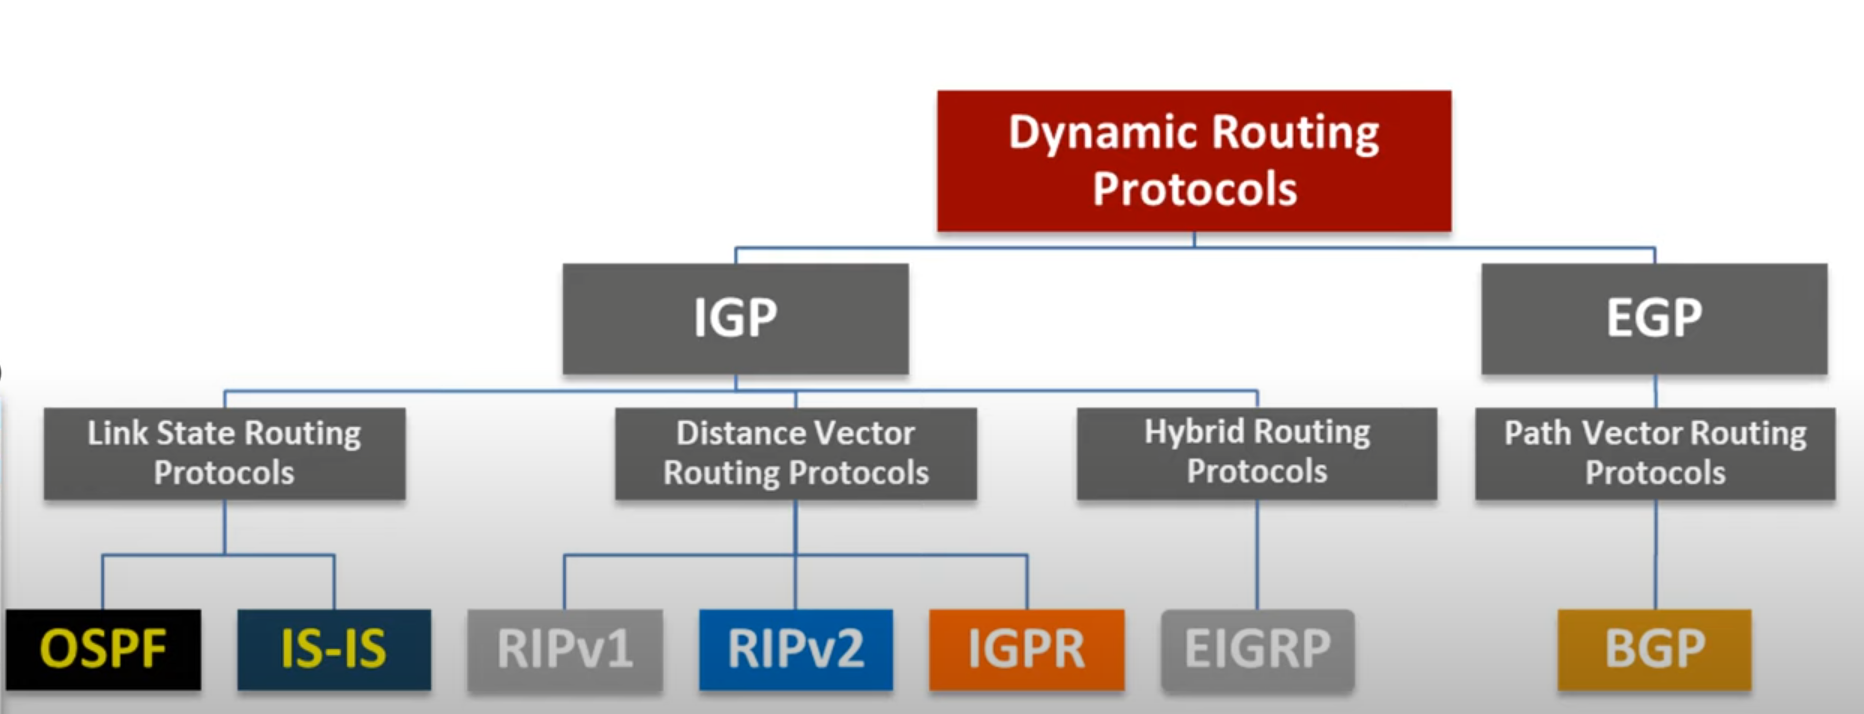 Dynamic Routing
Protocols
IGP
EGP
Link State Routing
Protocols
Distance Vector
Routing Protocols
Hybrid Routing
Protocols
Path Vector Routing
Protocols
OSPF
IS-IS
RIPv1
RIPv2
IGPR
EIGRP
BGP